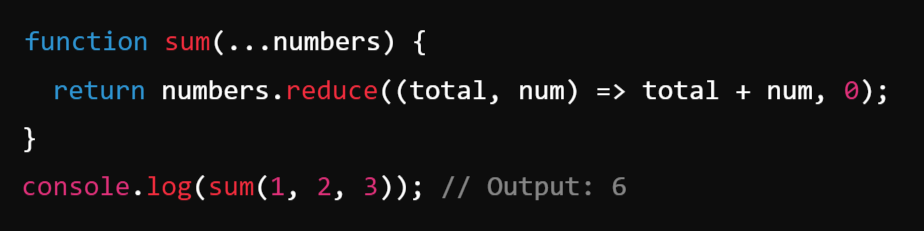 function sum(...numbers) {
  return numbers.reduce((total, num) => total + num, 0);
}
console.log(sum(1, 2, 3)); // Output: 6